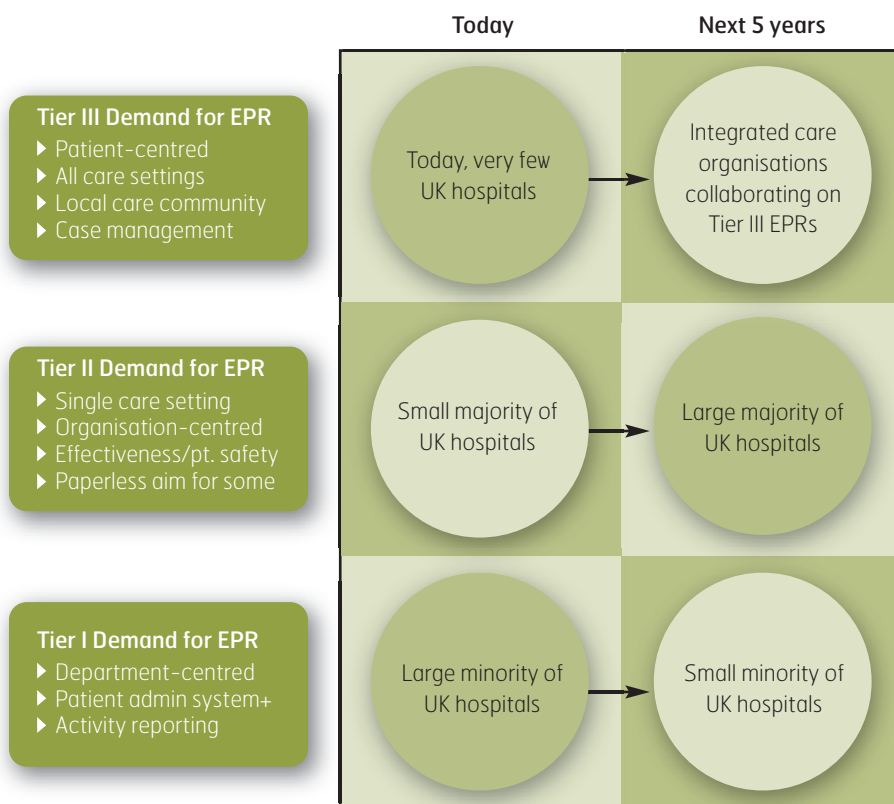 Today
Next 5 years
Tier III Demand for EPR
Patient-centred
All care settings
Local care community
Case management
Today, very few
UK hospitals
Integrated care
organisations
collaborating on
Tier III EPRs
Tier II Demand for EPR
Single care setting
Organisation-centred
Effectiveness/pt. safety
Paperless aim for some
Small majority of
UK hospitals
Large majority of
UK hospitals
Tier I Demand for EPR
Department-centred
Patient admin system+
Activity reporting
Large minority of
UK hospitals
Small minority of
UK hospitals